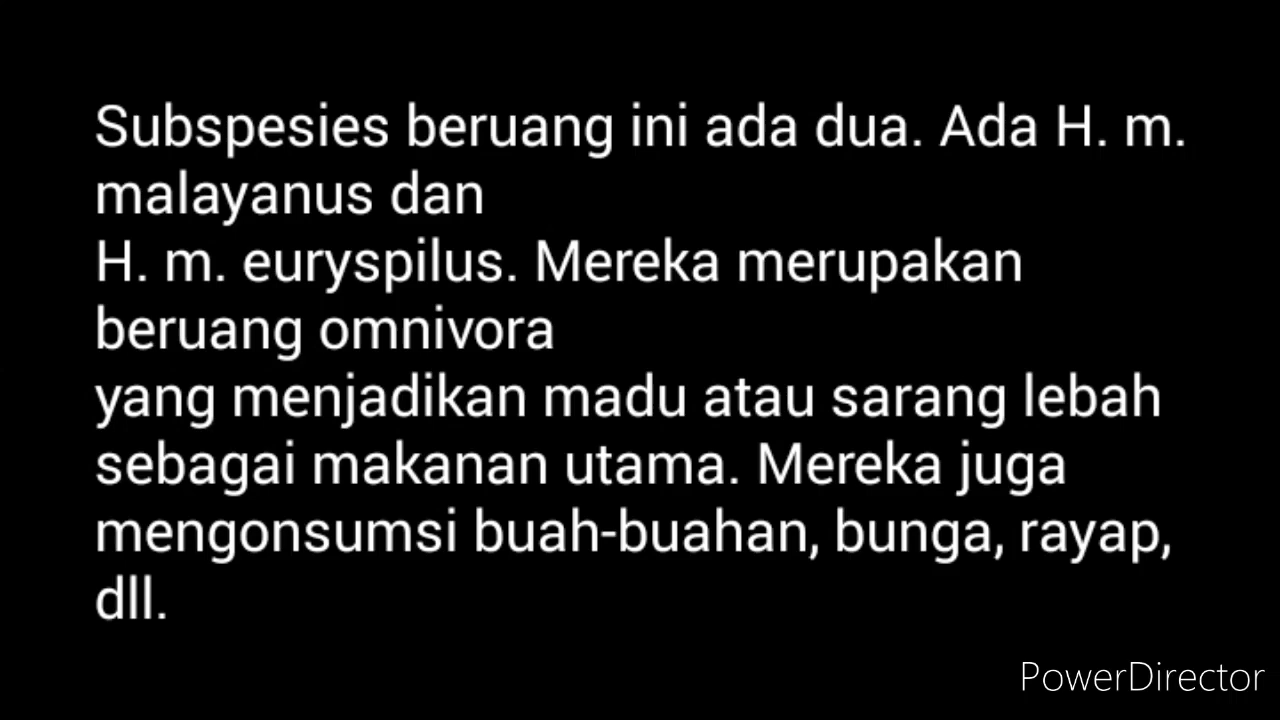 Subspesies beruang ini ada dua. Ada H. m.
malayanus dan
H. m. euryspilus. Mereka merupakan
beruang omnivora
yang menjadikan madu atau sarang lebah
sebagai makanan utama. Mereka juga
mengonsumsi buah-buahan, bunga, rayap,
dll.
PowerDirector